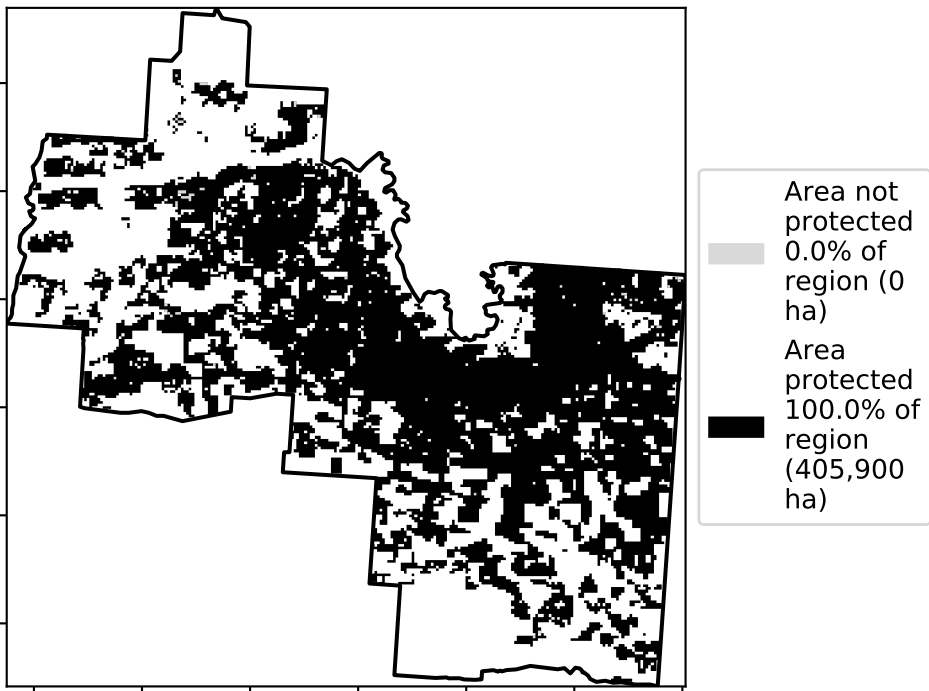 Area not
protected
0.0% of
region (0
ha)
Area
protected
100.0% of
region
(405,900
ha)